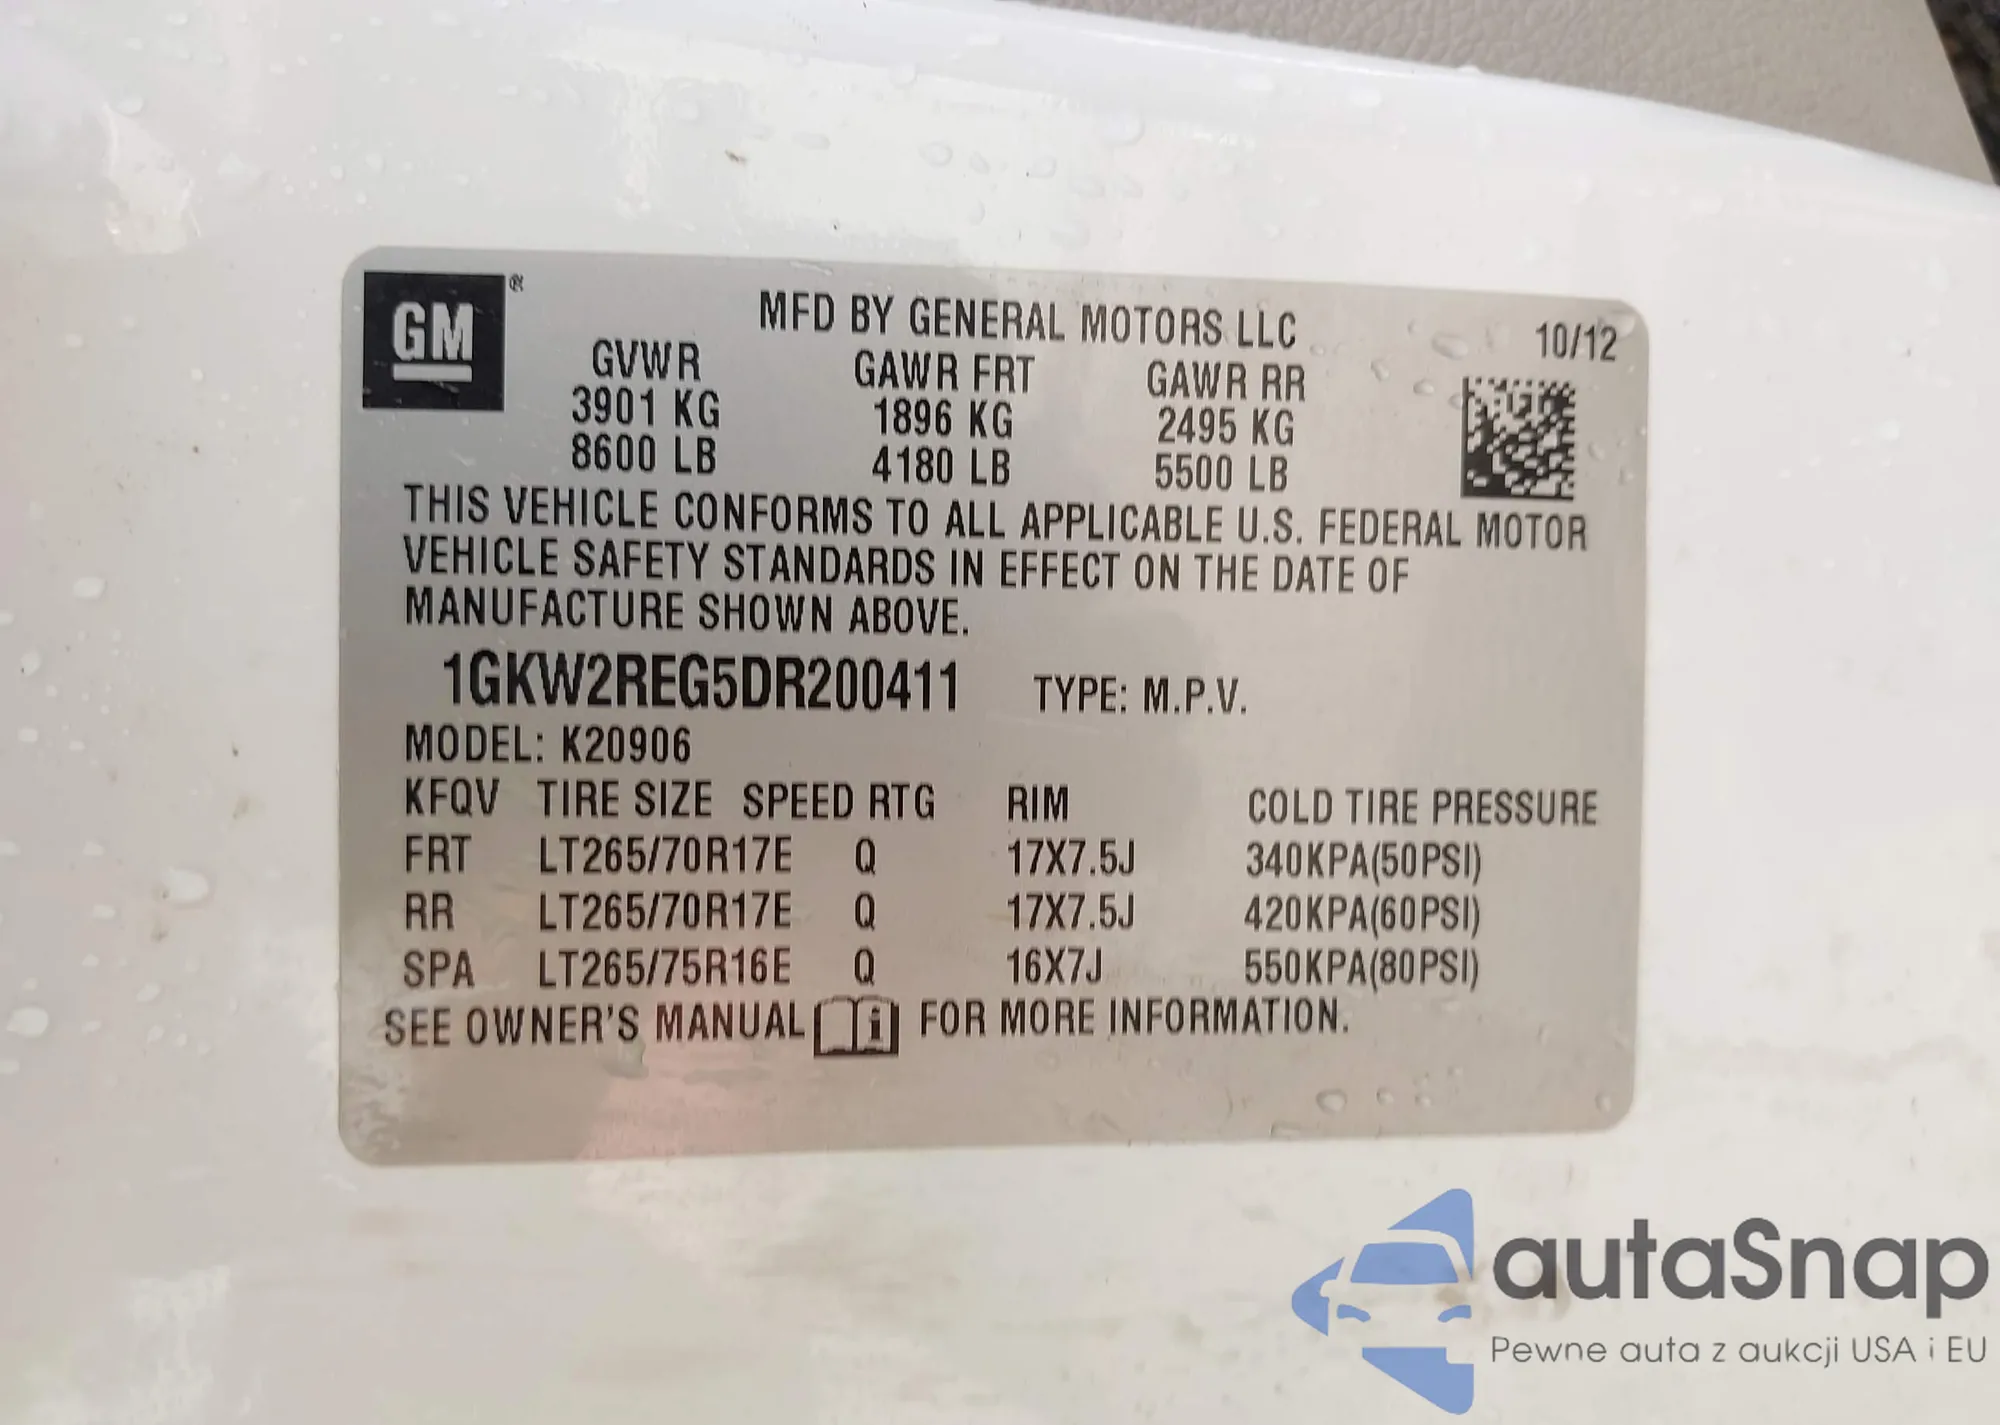 GM ®
MFD BY GENERAL MOTORS LLC 10/12
GVWR GAWR FRT GAWR RR
3901 KG 1896 KG 2495 KG
8600 LB 4180 LB 5500 LB
THIS VEHICLE CONFORMS TO ALL APPLICABLE U.S. FEDERAL MOTOR
VEHICLE SAFETY STANDARDS IN EFFECT ON THE DATE OF
MANUFACTURE SHOWN ABOVE.
1GKW2REG5DR200411 TYPE: M.P.V.
MODEL: K20906
KFQV TIRE SIZE SPEED RTG RIM COLD TIRE PRESSURE
FRT LT265/70R17E Q 17X7.5J 340KPA(50PSI)
RR LT265/70R17E Q 17X7.5J 420KPA(60PSI)
SPA LT265/75R16E Q 16X7J 550KPA(80PSI)
SEE OWNER'S MANUAL i FOR MORE INFORMATION.
autaSnap
Pewne auta z aukcji USA i EU